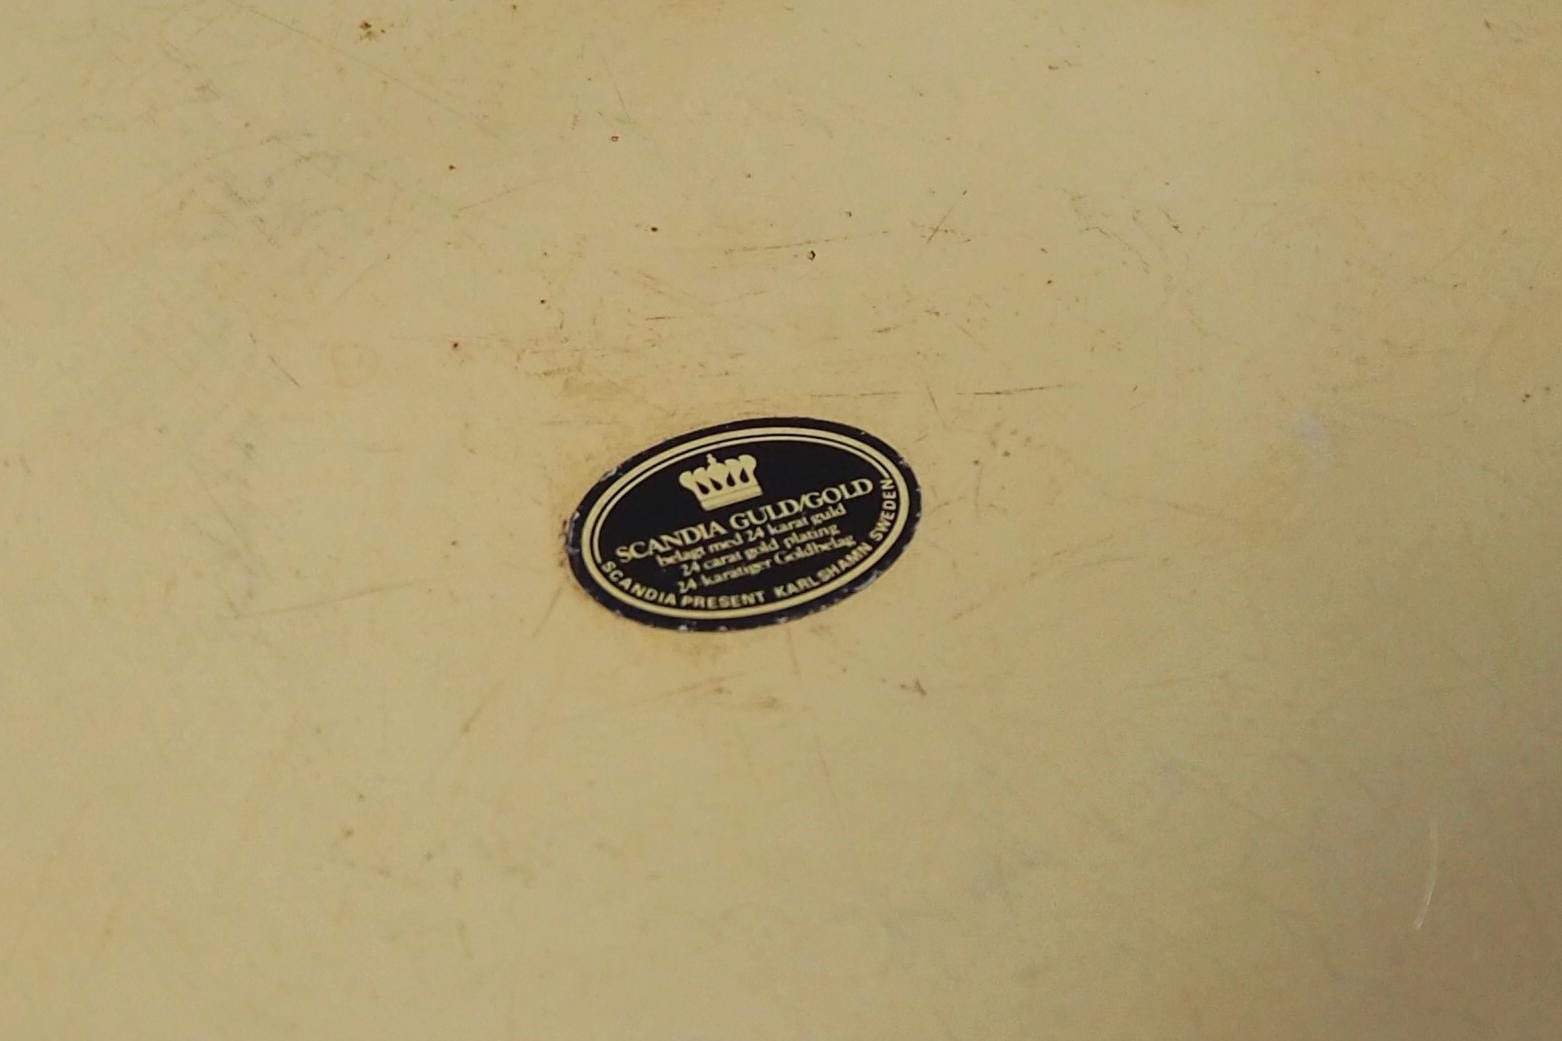 SCANDIA GULD/GOLD
belagt med 24 karat guld
24 carat gold plating
24 karatiger Goldbelag
SCANDIA PRESENT KARLSHAMN SWEDEN